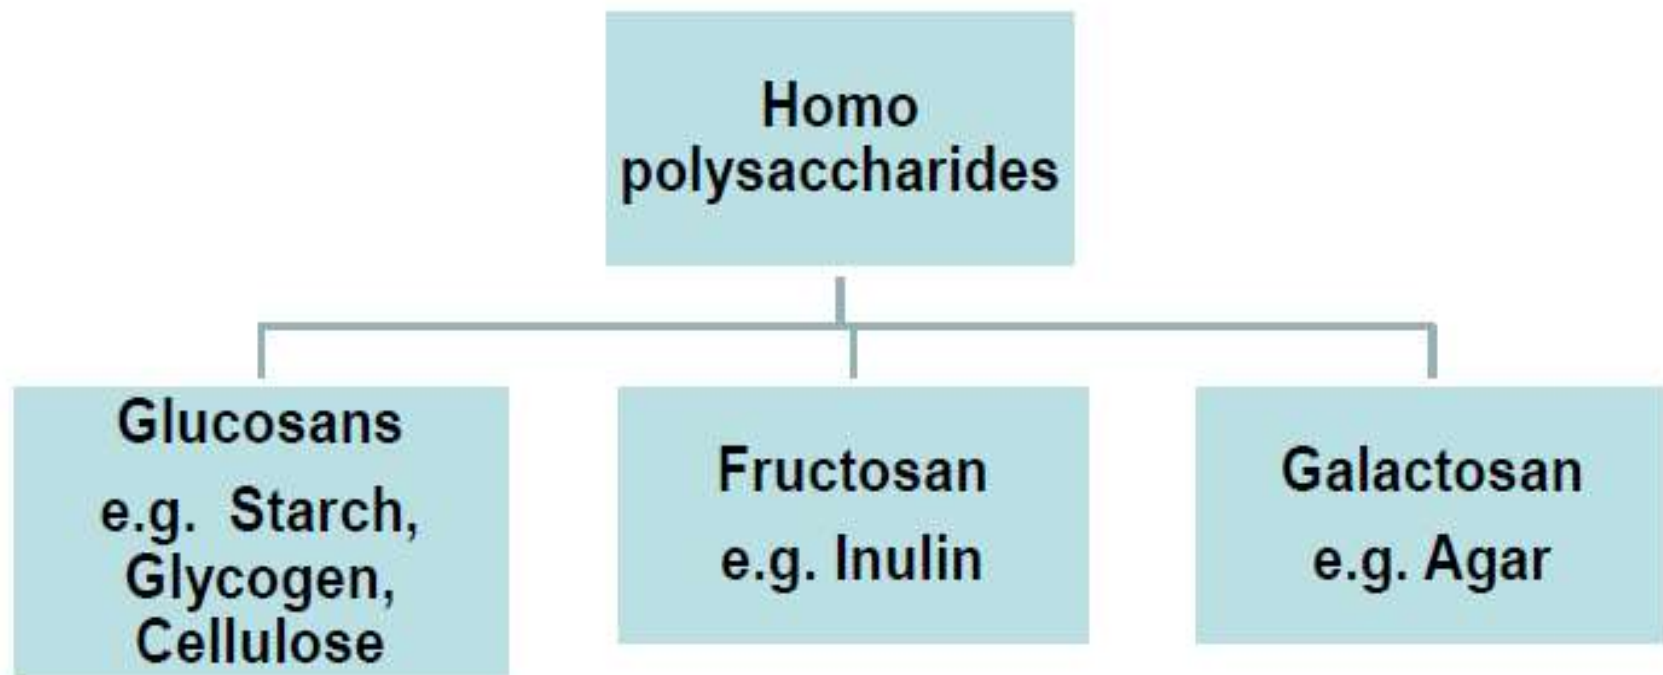 Homo
polysaccharides
Glucosans
e.g. Starch,
Glycogen,
Cellulose
Fructosan
e.g. Inulin
Galactosan
e.g. Agar